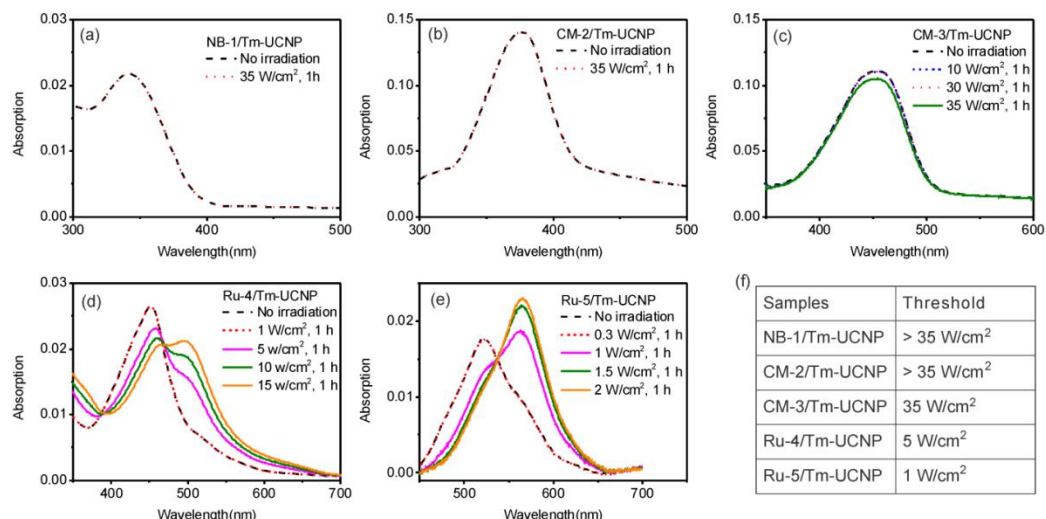 (a)
NB-1/Tm-UCNP
No irradiation
35 W/cm², 1h
Absorption
0.03
0.02
0.01
0.00
300
400
500
Wavelength(nm)
(b)
CM-2/Tm-UCNP
No irradiation
35 W/cm², 1h
Absorption
0.15
0.10
0.05
0.00
300
400
500
Wavelength(nm)
(c)
CM-3/Tm-UCNP
No irradiation
10 W/cm², 1 h
30 W/cm², 1 h
35 W/cm², 1 h
Absorption
0.15
0.10
0.05
0.00
400
500
600
Wavelength(nm)
(d)
Ru-4/Tm-UCNP
No irradiation
1 W/cm², 1 h
5 w/cm², 1 h
10 w/cm², 1 h
15 w/cm², 1 h
Absorption
0.03
0.02
0.01
0.00
400
500
600
700
Wavelength(nm)
(e)
Ru-5/Tm-UCNP
No irradiation
0.3 W/cm², 1 h
1 W/cm², 1 h
1.5 W/cm², 1 h
2 W/cm², 1 h
Absorption
0.02
0.01
0.00
500
600
700
Wavelength(nm)
(f)
Samples Threshold
NB-1/Tm-UCNP > 35 W/cm²
CM-2/Tm-UCNP > 35 W/cm²
CM-3/Tm-UCNP 35 W/cm²
Ru-4/Tm-UCNP 5 W/cm²
Ru-5/Tm-UCNP 1 W/cm²